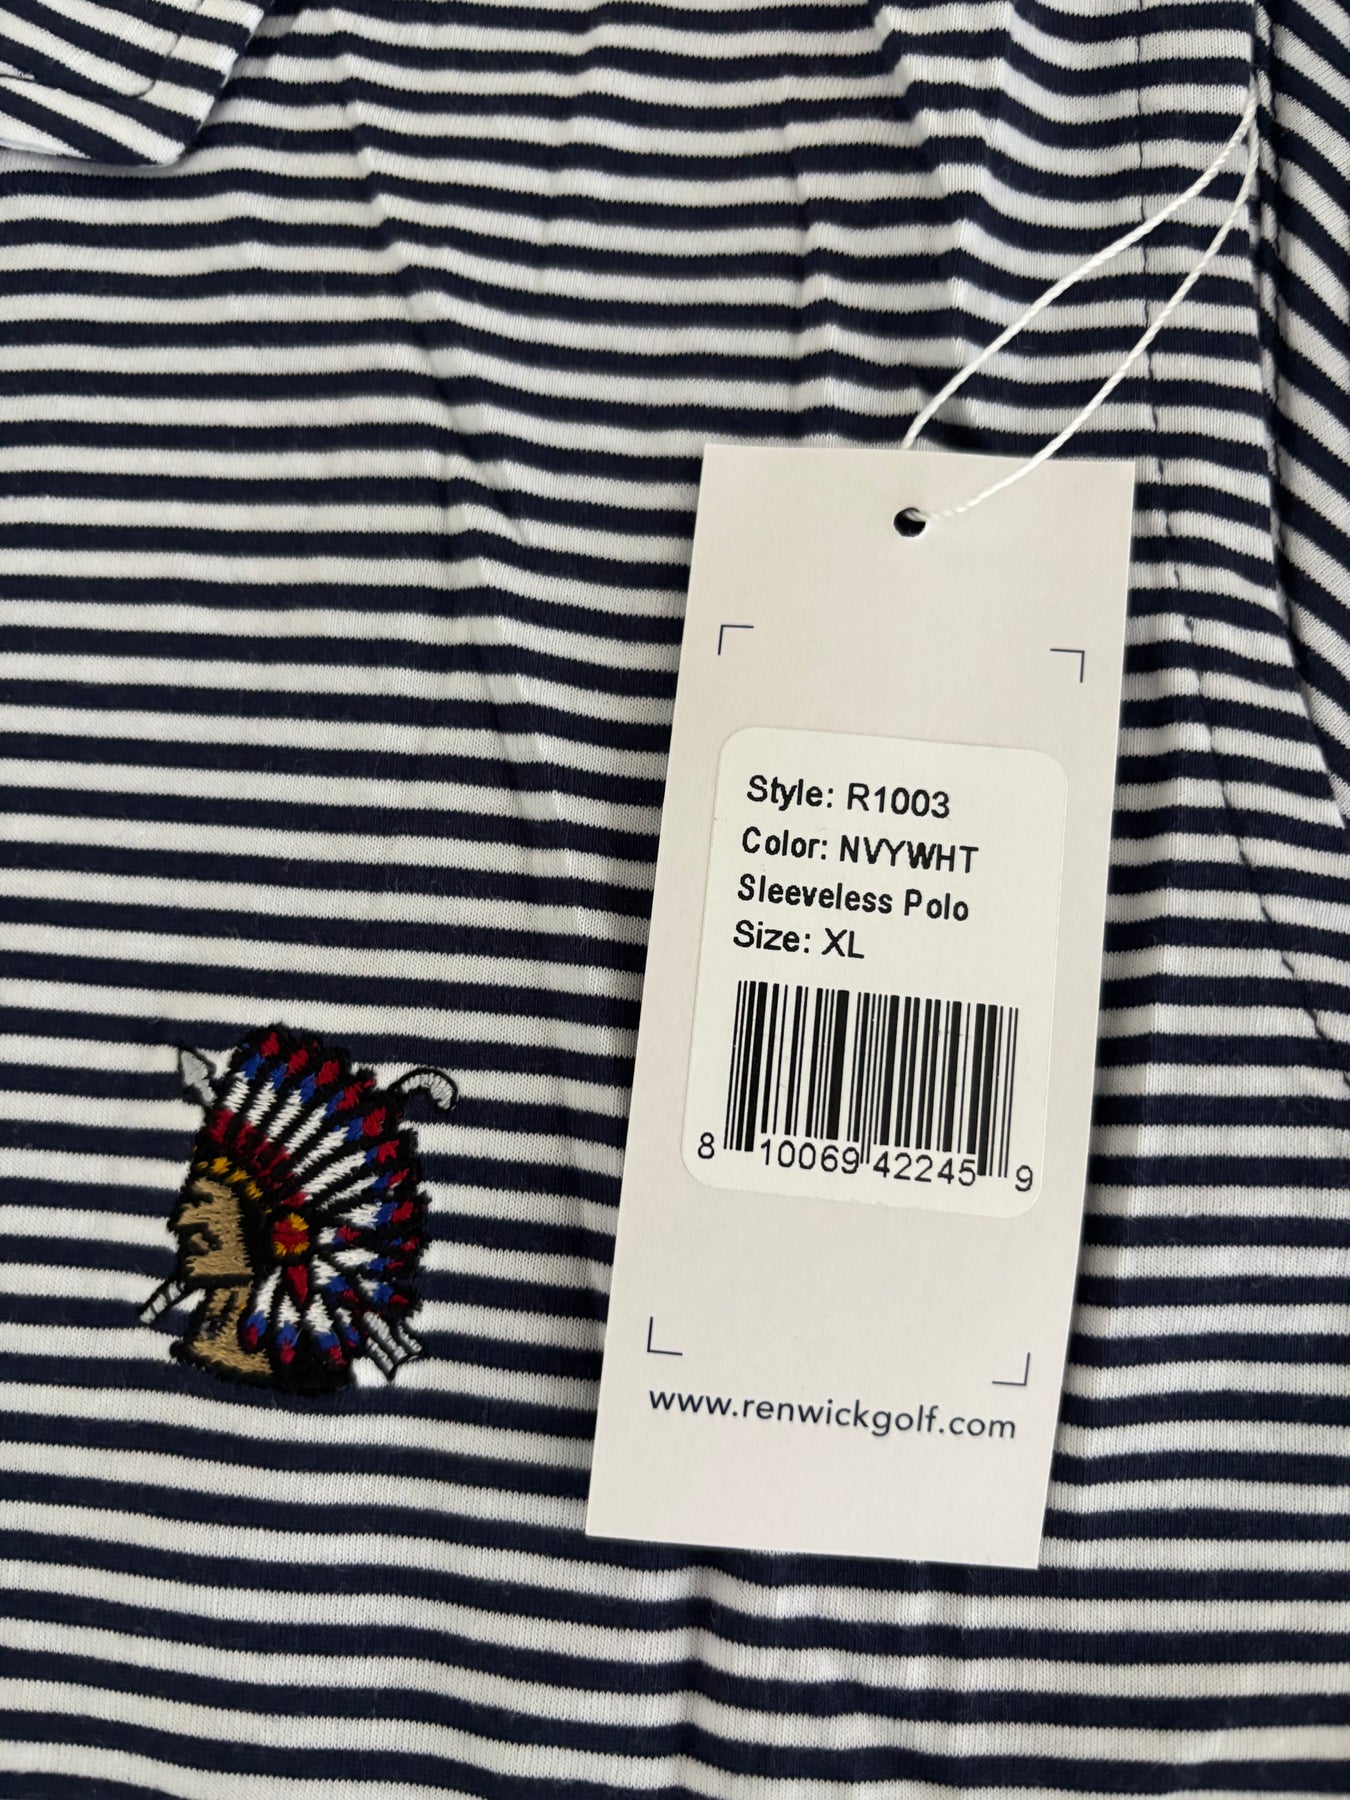 Style: R1003
Color: NVYWHT
Sleeveless Polo
Size: XL
8 10069 42245 9
www.renwickgolf.com